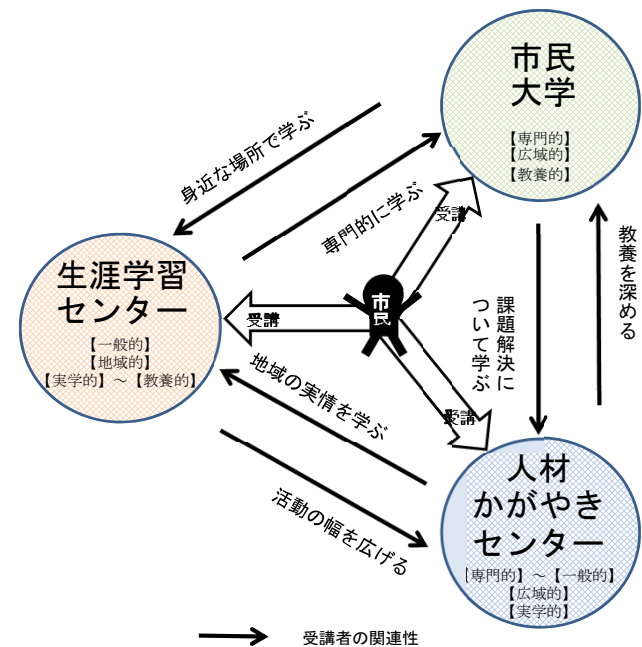 市民
大学
【専門的】
【広域的】
【教養的】
身近な場所で学ぶ
専門的に学ぶ
受講
教養を深める
生涯学習
センター
【一般的】
【地域的】
【実学的】～【教養的】
受講
市民
課題解決に
ついて学ぶ
地域の実情を学ぶ
受講
活動の幅を広げる
人材
かがやき
センター
【専門的】～【一般的】
【広域的】
【実学的】
受講者の関連性